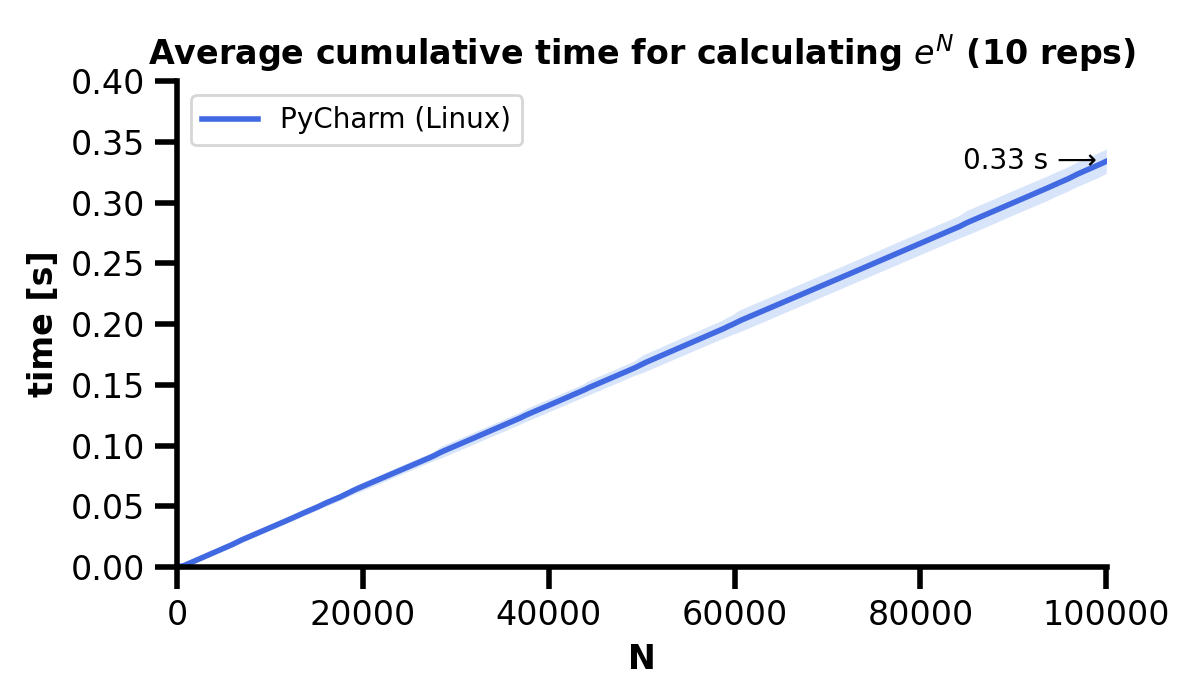 Average cumulative time for calculating $e^N$ (10 reps)
0.40
PyCharm (Linux)
0.35
0.33 s →
0.30
0.25
0.20
0.15
0.10
0.05
0.00
time [s]
0 20000 40000 60000 80000 100000
N